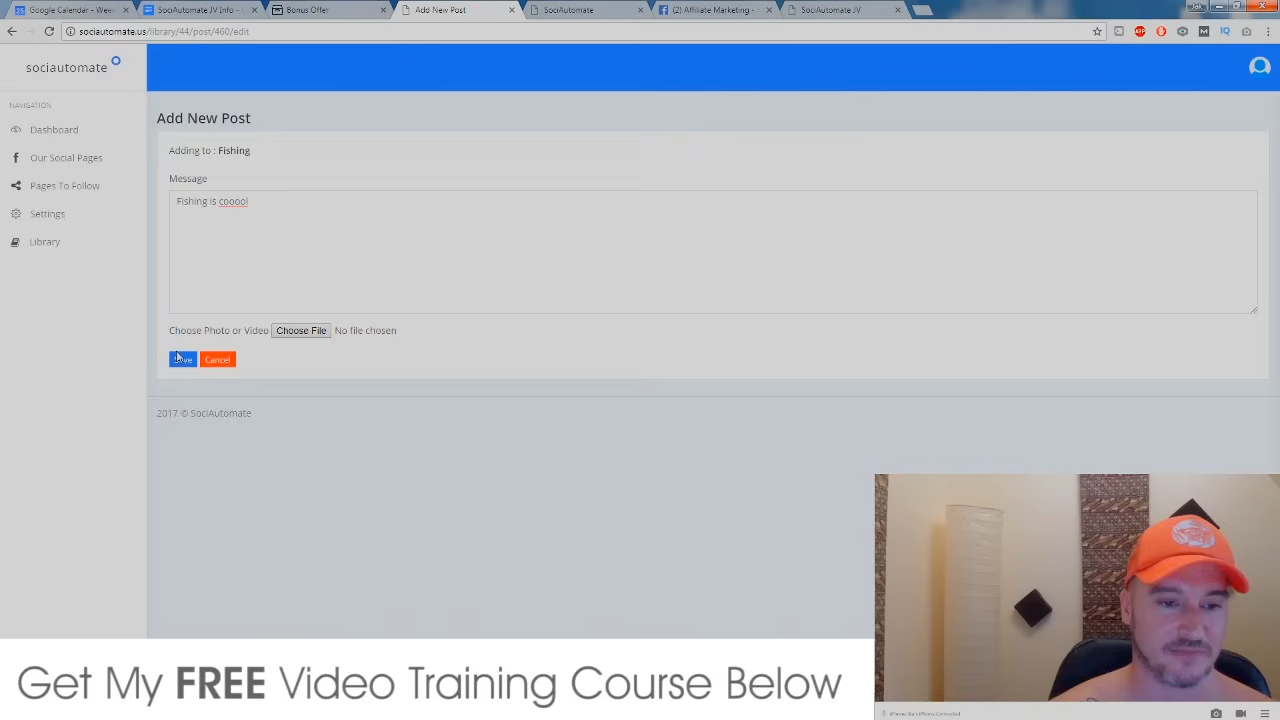 Google Calendar - Wee
SociAutomate JV Info -
Bonus Offer
Add New Post
SociAutomate
(2) Affiliate Marketing -
SociAutomate JV
Jak
sociautomate.us/library/44/post/460/edit
sociautomate
NAVIGATION
Dashboard
Our Social Pages
Pages To Follow
Settings
Library
Add New Post
Adding to : Fishing
Message
Fishing is cooool
Choose Photo or Video Choose File No file chosen
Save Cancel
2017 © SociAutomate
Get My FREE Video Training Course Below